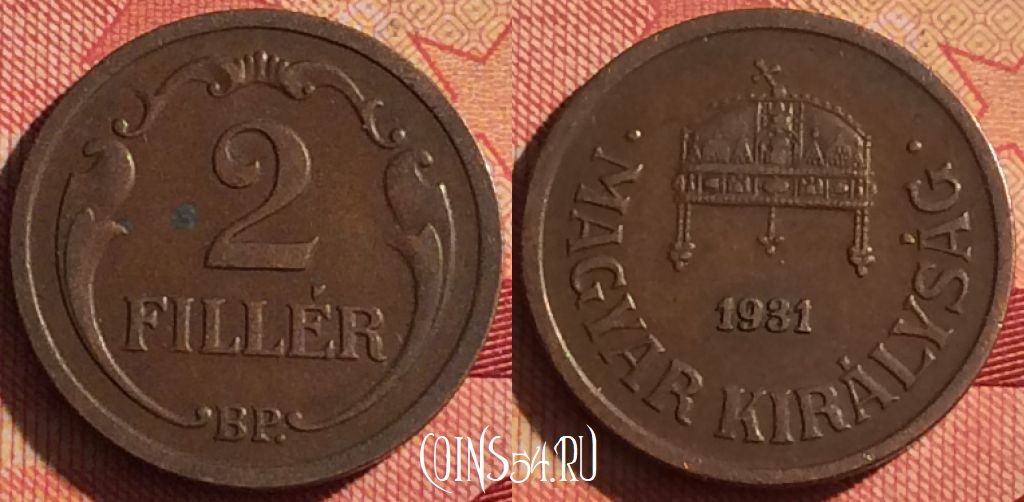 2
FILLÉR
BP.
· MAGYAR KIRÁLYSÁG. ·
1931
COINS54.RU